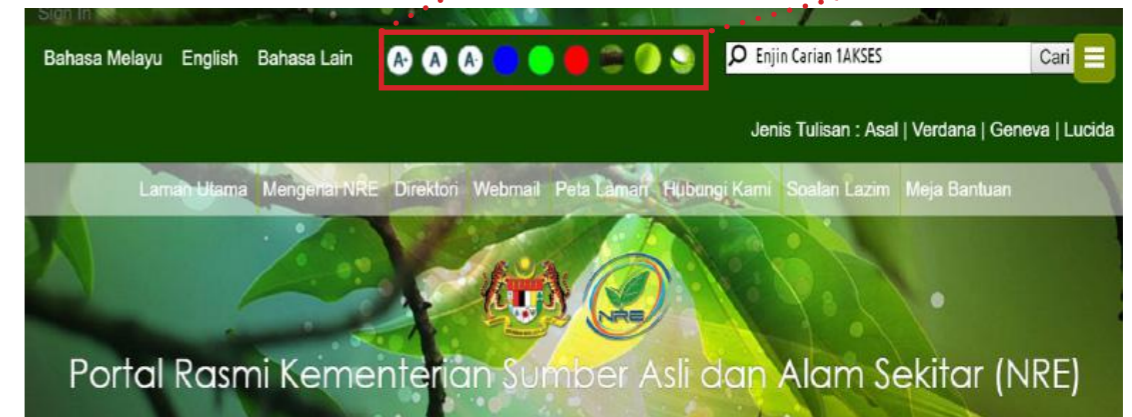 Sign In
Bahasa Melayu English Bahasa Lain A+ A A- Enjin Carian 1AKSES Cari
Jenis Tulisan : Asal | Verdana | Geneva | Lucida
Laman Utama Mengenai NRE Direktori Webmail Peta Laman Hubungi Kami Soalan Lazim Meja Bantuan
NRE
Portal Rasmi Kementerian Sumber Asli dan Alam Sekitar (NRE)